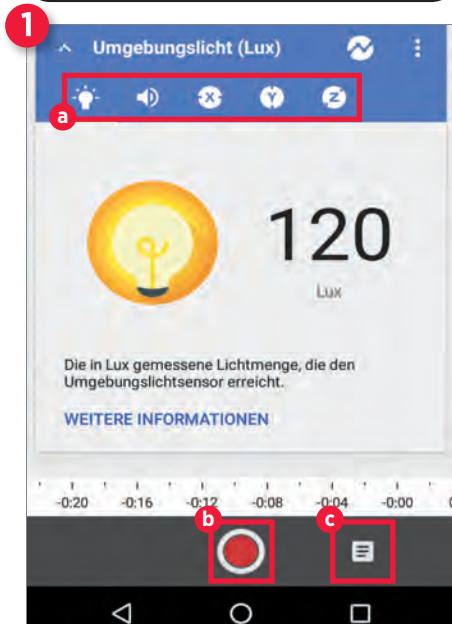 1
Umgebungslicht (Lux)
X Y Z
a
120
Lux
Die in Lux gemessene Lichtmenge, die den
Umgebungslichtsensor erreicht.
WEITERE INFORMATIONEN
-0:20 -0:16 -0:12 -0:08 -0:04 -0:00
b c